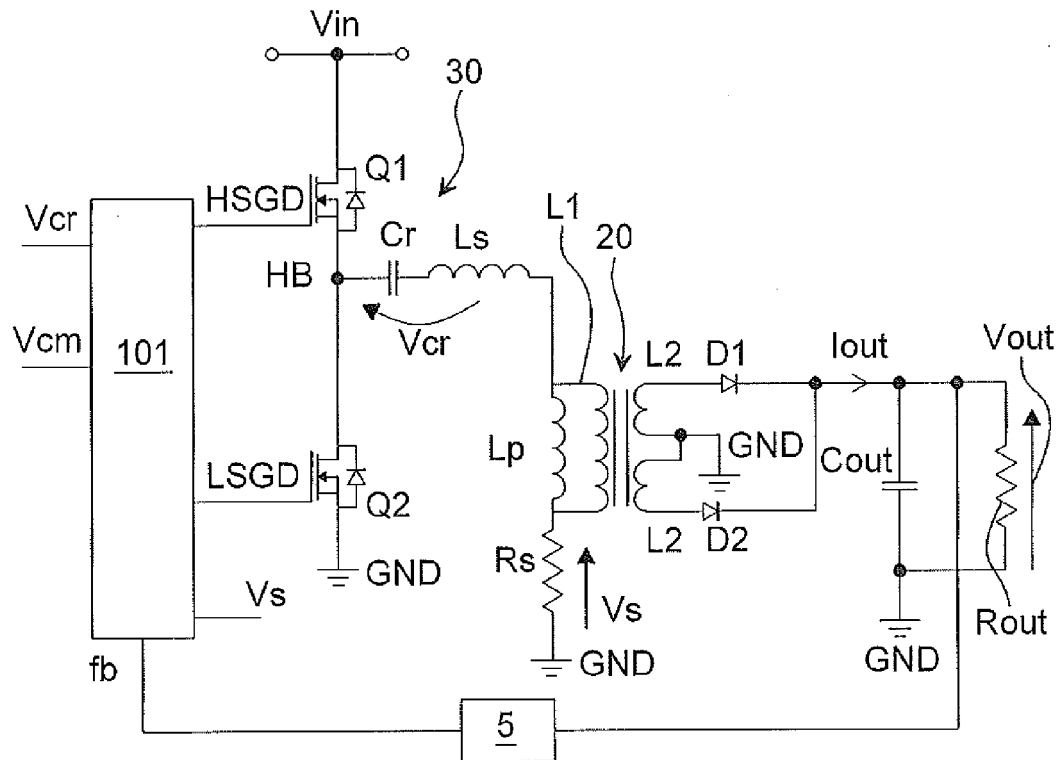 Vin
30
Q1
HSGD
Vcr
Cr
Ls
L1
20
HB
Vcm
101
Vcr
L2
D1
Iout
Vout
Lp
GND
Cout
LSGD
Q2
L2
D2
Rs
GND
Vs
Vs
Rout
GND
GND
fb
5